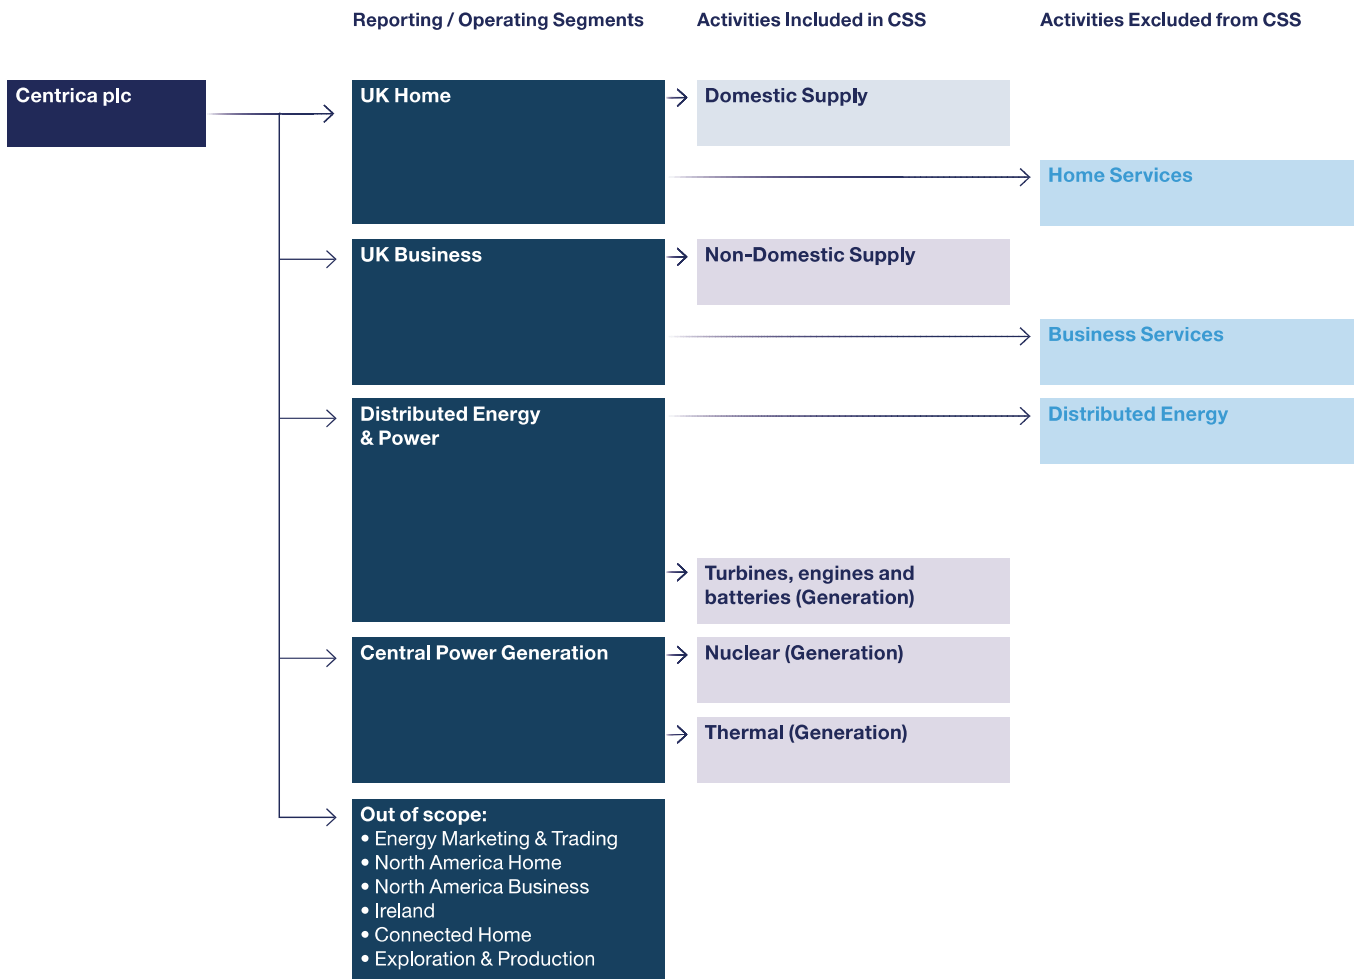 Reporting / Operating Segments
Activities Included in CSS
Activities Excluded from CSS
Centrica plc
UK Home
Domestic Supply
Home Services
UK Business
Non-Domestic Supply
Business Services
Distributed Energy
& Power
Distributed Energy
Turbines, engines and
batteries (Generation)
Central Power Generation
Nuclear (Generation)
Thermal (Generation)
Out of scope:
• Energy Marketing & Trading
• North America Home
• North America Business
• Ireland
• Connected Home
• Exploration & Production